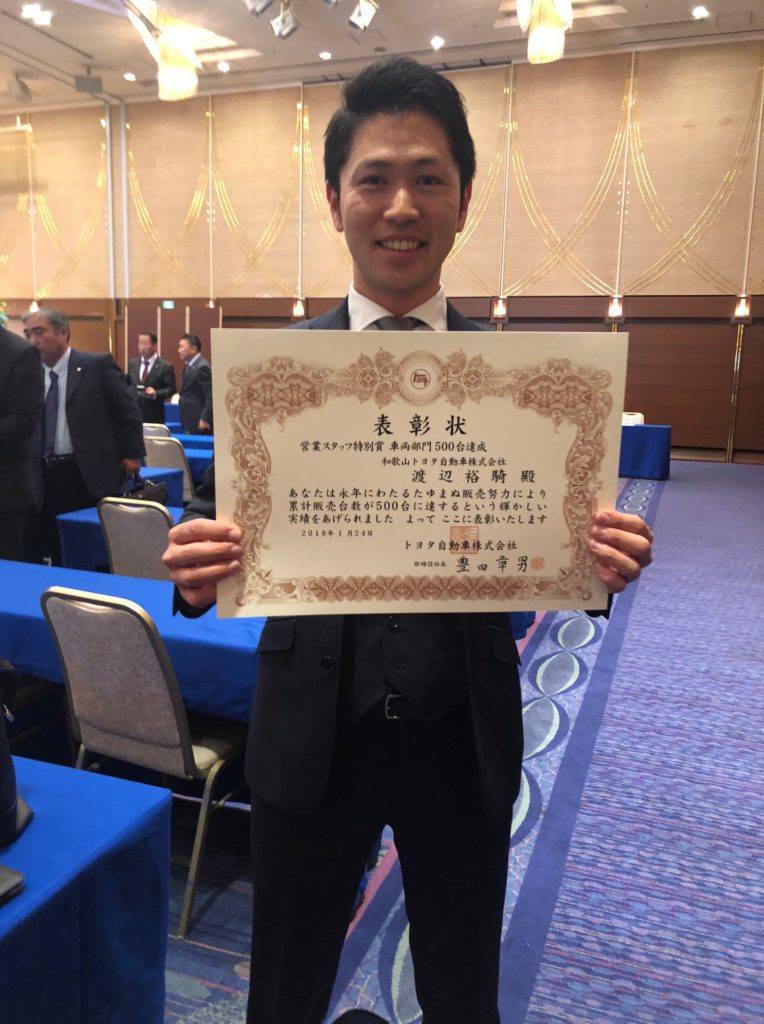 表彰状
営業スタッフ特別賞 車両部門500台達成
和歌山トヨタ自動車株式会社
渡辺裕騎 殿
あなたは永年にわたるたゆまぬ販売努力により
累計販売台数が500台に達するという輝かしい
実績をあげられました よって ここに表彰いたします
2018年1月24日
トヨタ自動車株式会社
取締役社長 豊田章男